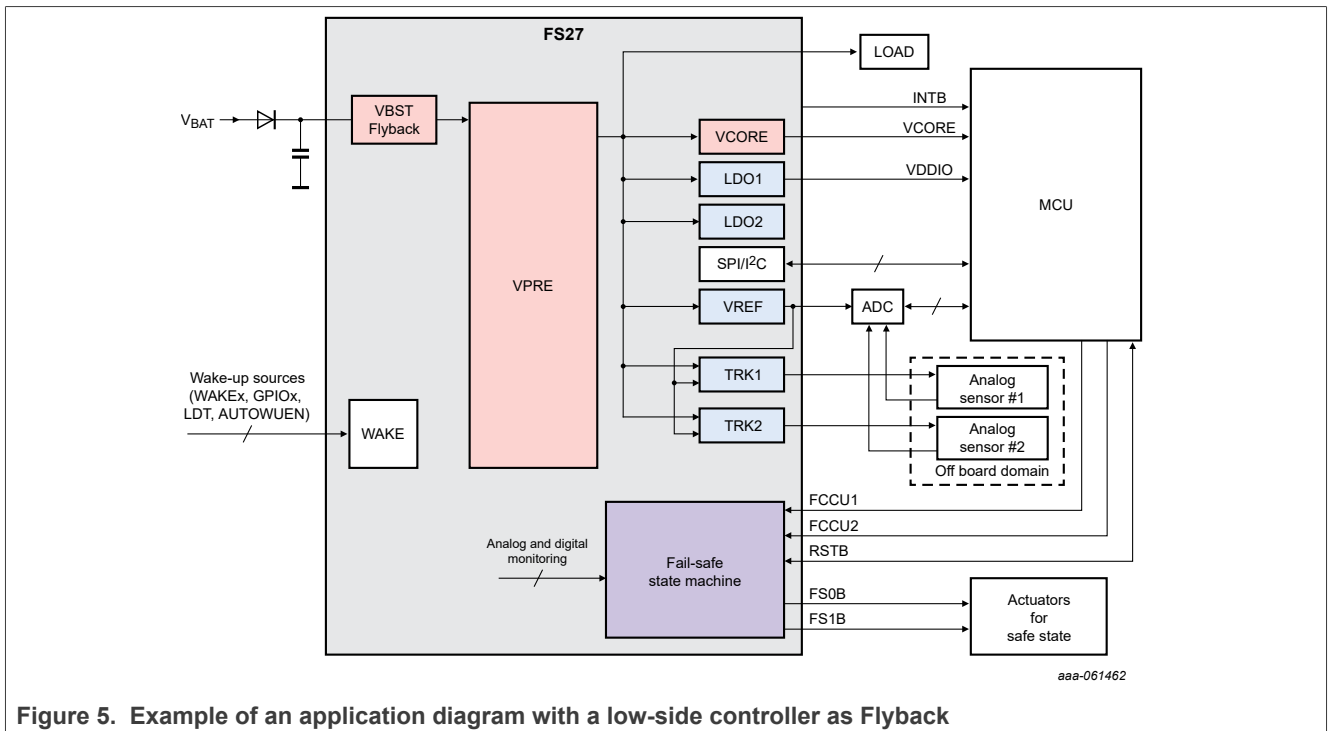 FS27
LOAD
VBAT
VBST
Flyback
INTB
VCORE
VCORE
LDO1
VDDIO
MCU
LDO2
SPI/I²C
VPRE
VREF
ADC
Wake-up sources
(WAKEx, GPIOx,
LDT, AUTOWUEN)
WAKE
TRK1
Analog
sensor #1
TRK2
Analog
sensor #2
Off board domain
FCCU1
FCCU2
RSTB
Analog and digital
monitoring
Fail-safe
state machine
FS0B
FS1B
Actuators
for
safe state
aaa-061462
Figure 5. Example of an application diagram with a low-side controller as Flyback